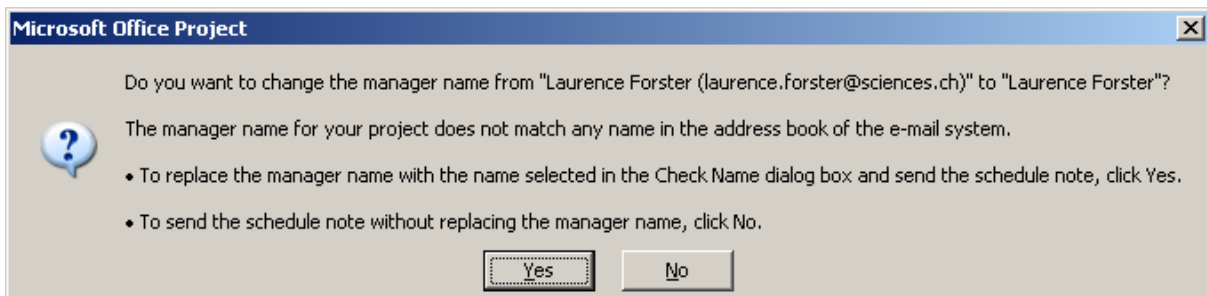 Microsoft Office Project
Do you want to change the manager name from "Laurence Forster (laurence.forster@sciences.ch)" to "Laurence Forster"?
The manager name for your project does not match any name in the address book of the e-mail system.
• To replace the manager name with the name selected in the Check Name dialog box and send the schedule note, click Yes.
• To send the schedule note without replacing the manager name, click No.
Yes
No